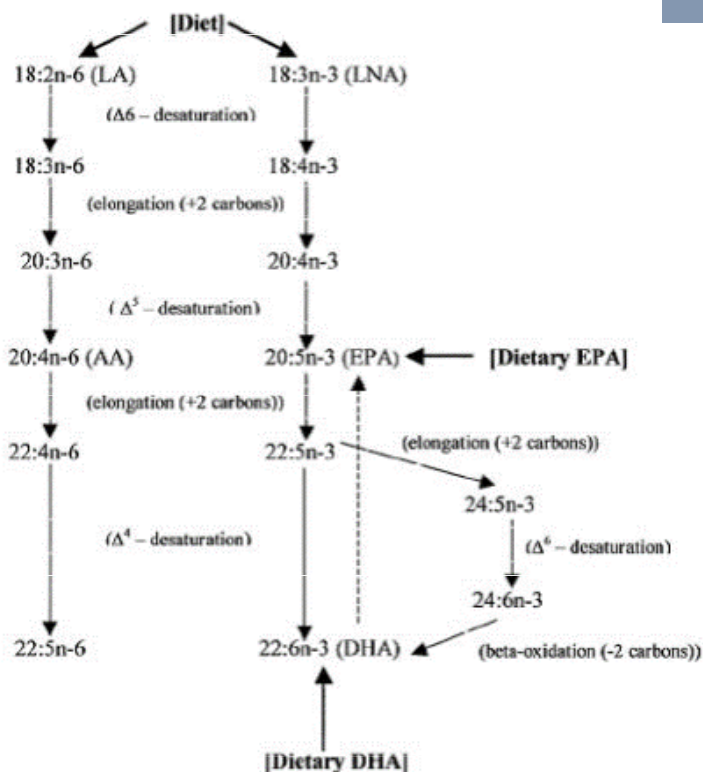 [Diet]
18:2n-6 (LA) 18:3n-3 (LNA)
(Δ6 – desaturation)
18:3n-6 18:4n-3
(elongation (+2 carbons))
20:3n-6 20:4n-3
( Δ⁵ – desaturation)
20:4n-6 (AA) 20:5n-3 (EPA) [Dietary EPA]
(elongation (+2 carbons))
22:4n-6 22:5n-3 (elongation (+2 carbons))
24:5n-3
(Δ⁴ – desaturation) (Δ⁶ – desaturation)
24:6n-3
22:5n-6 22:6n-3 (DHA) (beta-oxidation (-2 carbons))
[Dietary DHA]